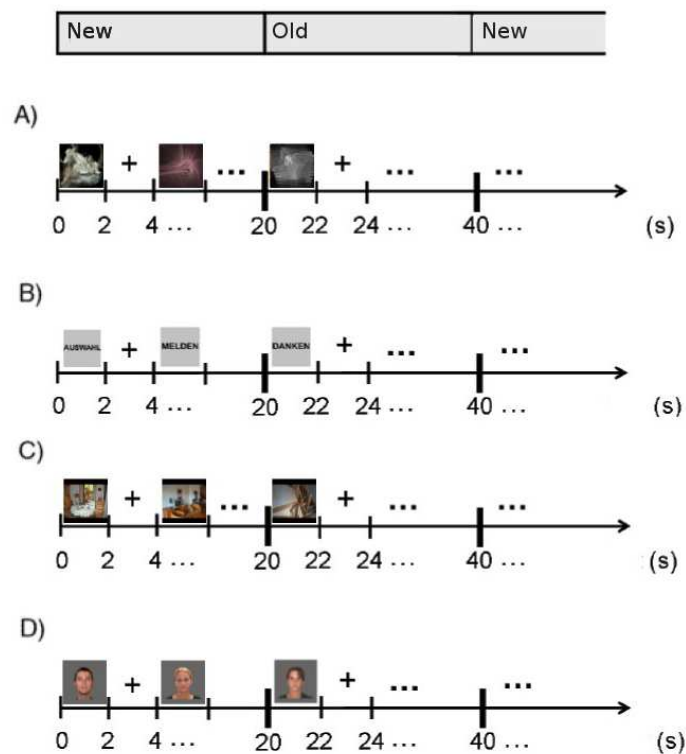 New Old New
A)
+ ... + ... ...
0 2 4 ... 20 22 24 ... 40 ... (s)
B)
AUSWAHL + MELDEN DANKEN + ... ...
0 2 4 ... 20 22 24 ... 40 ... (s)
C)
+ ... + ... ...
0 2 4 ... 20 22 24 ... 40 ... (s)
D)
+ + ... ...
0 2 4 ... 20 22 24 ... 40 ... (s)